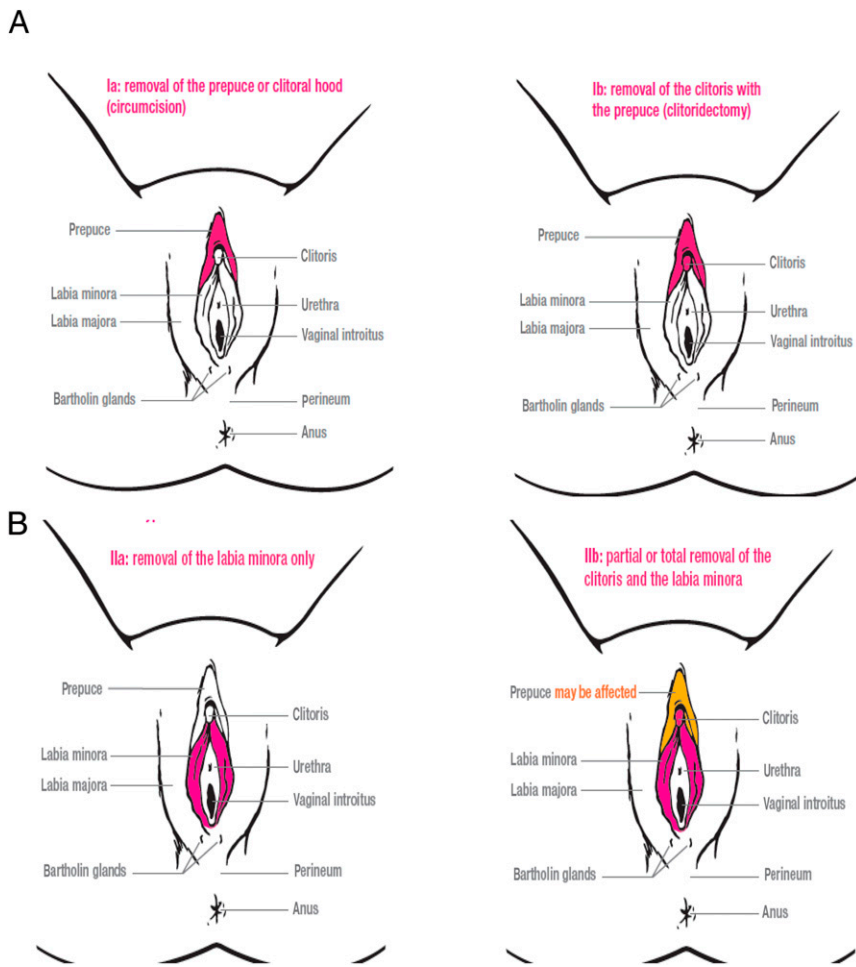 A
Ia: removal of the prepuce or clitoral hood
(circumcision)
Prepuce
Clitoris
Labia minora
Urethra
Labia majora
Vaginal introitus
Bartholin glands
Perineum
Anus
Ib: removal of the clitoris with
the prepuce (clitoridectomy)
Prepuce
Clitoris
Labia minora
Urethra
Labia majora
Vaginal introitus
Bartholin glands
Perineum
Anus
B
IIa: removal of the labia minora only
Prepuce
Clitoris
Labia minora
Urethra
Labia majora
Vaginal introitus
Bartholin glands
Perineum
Anus
IIb: partial or total removal of the
clitoris and the labia minora
Prepuce may be affected
Clitoris
Labia minora
Urethra
Labia majora
Vaginal introitus
Bartholin glands
Perineum
Anus